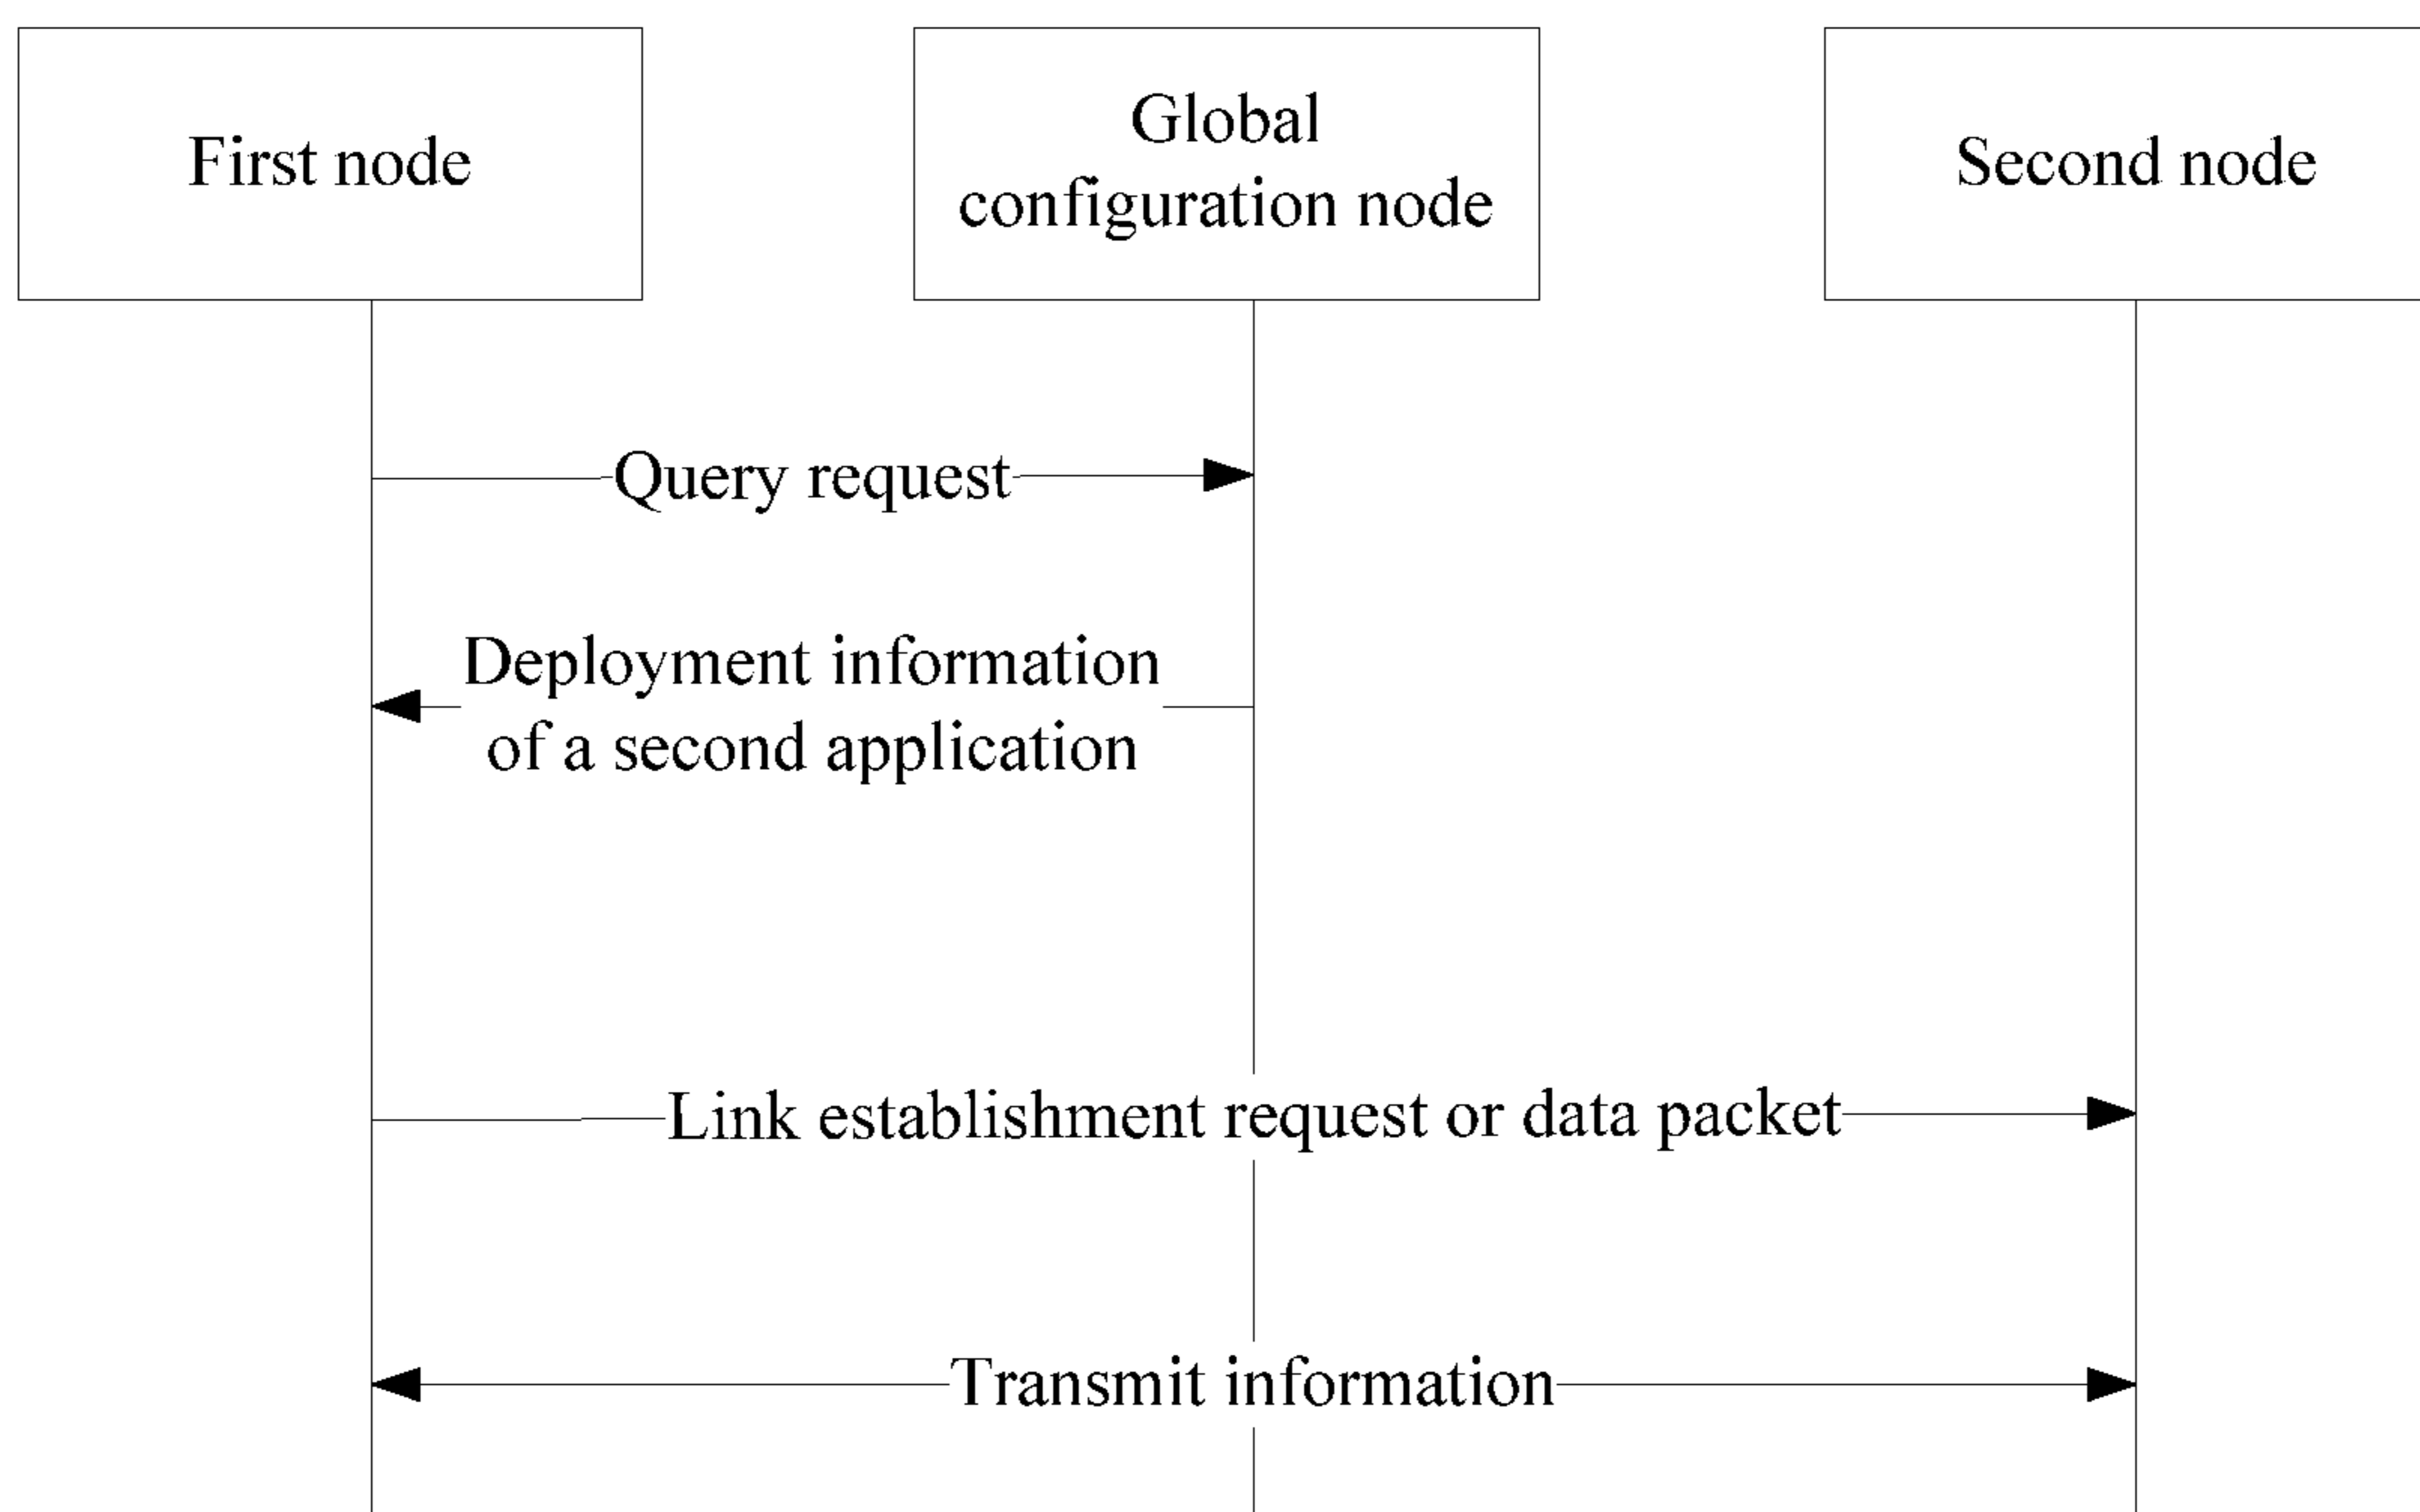 First node
Global
configuration node
Second node
Query request
Deployment information
of a second application
Link establishment request or data packet
Transmit information